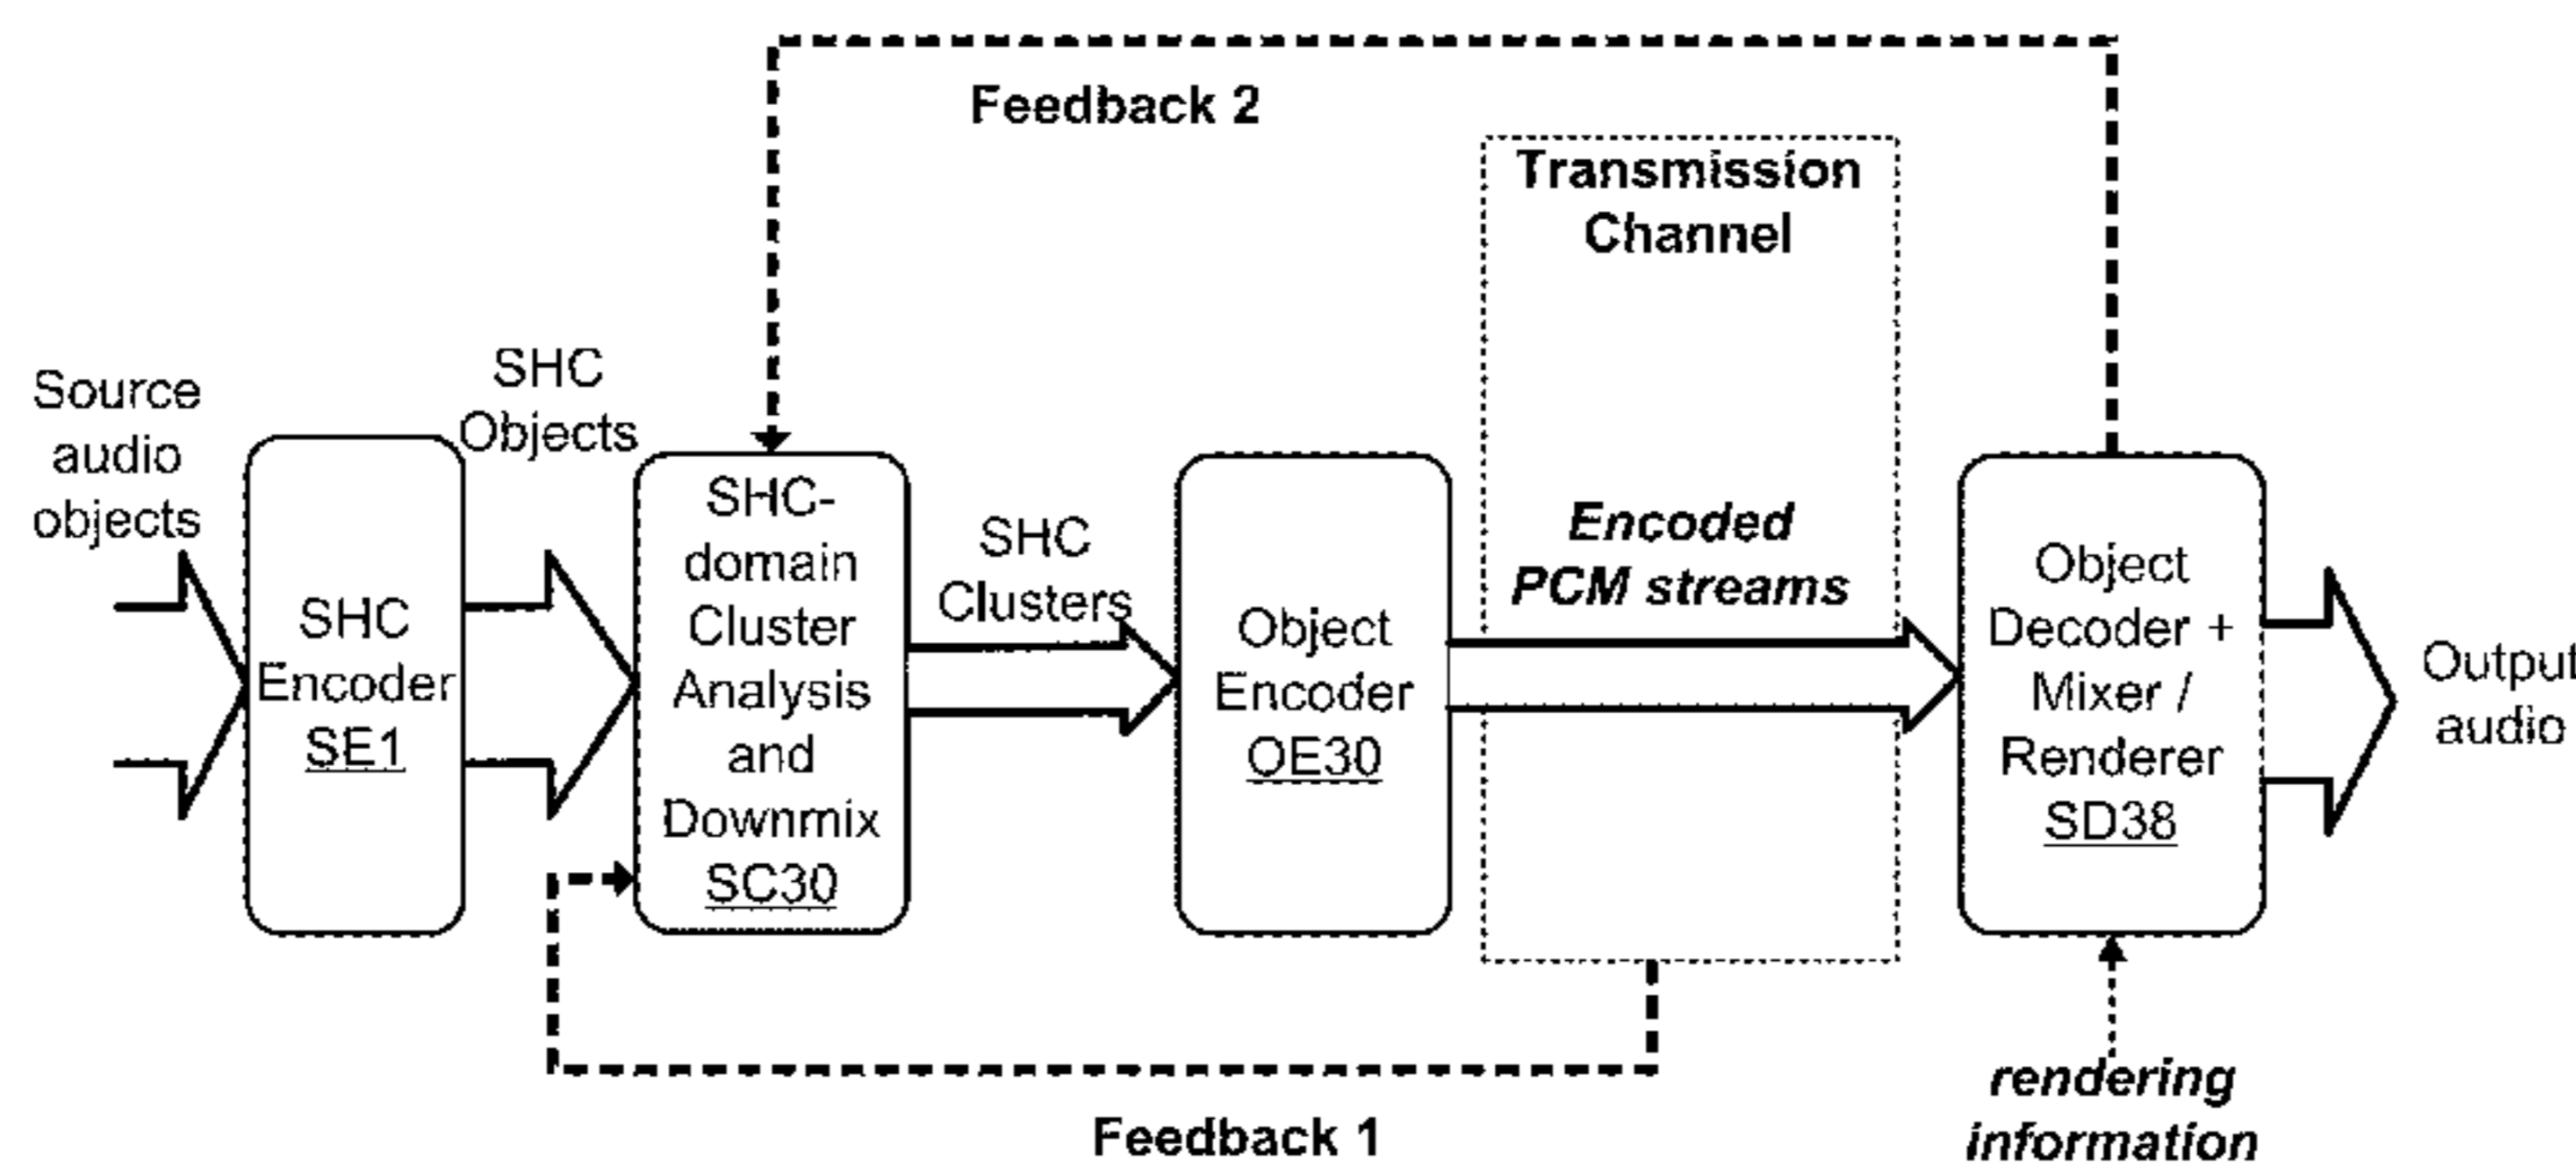 Feedback 2
Transmission
Channel
Source
audio
objects
SHC
Objects
SHC
Encoder
SE1
SHC-
domain
Cluster
Analysis
and
Downmix
SC30
SHC
Clusters
Object
Encoder
OE30
Encoded
PCM streams
Object
Decoder +
Mixer /
Renderer
SD38
Output
audio
rendering
information
Feedback 1